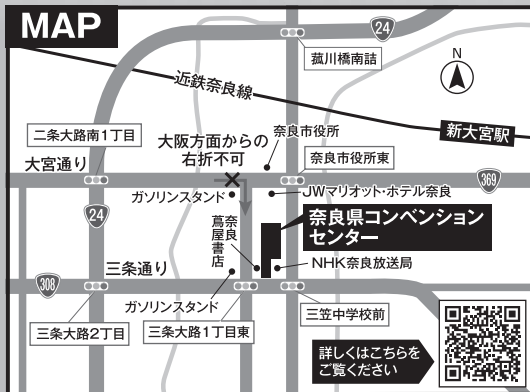 MAP
24
菰川橋南詰
N
近鉄奈良線
新大宮駅
二条大路南1丁目
大阪方面からの
右折不可
奈良市役所
奈良市役所東
大宮通り
369
ガソリンスタンド
JWマリオット・ホテル奈良
24
奈良
蔦屋書店
奈良県コンベンション
センター
三条通り
NHK奈良放送局
308
ガソリンスタンド
三条大路2丁目
三条大路1丁目東
三笠中学校前
詳しくはこちらを
ご覧ください